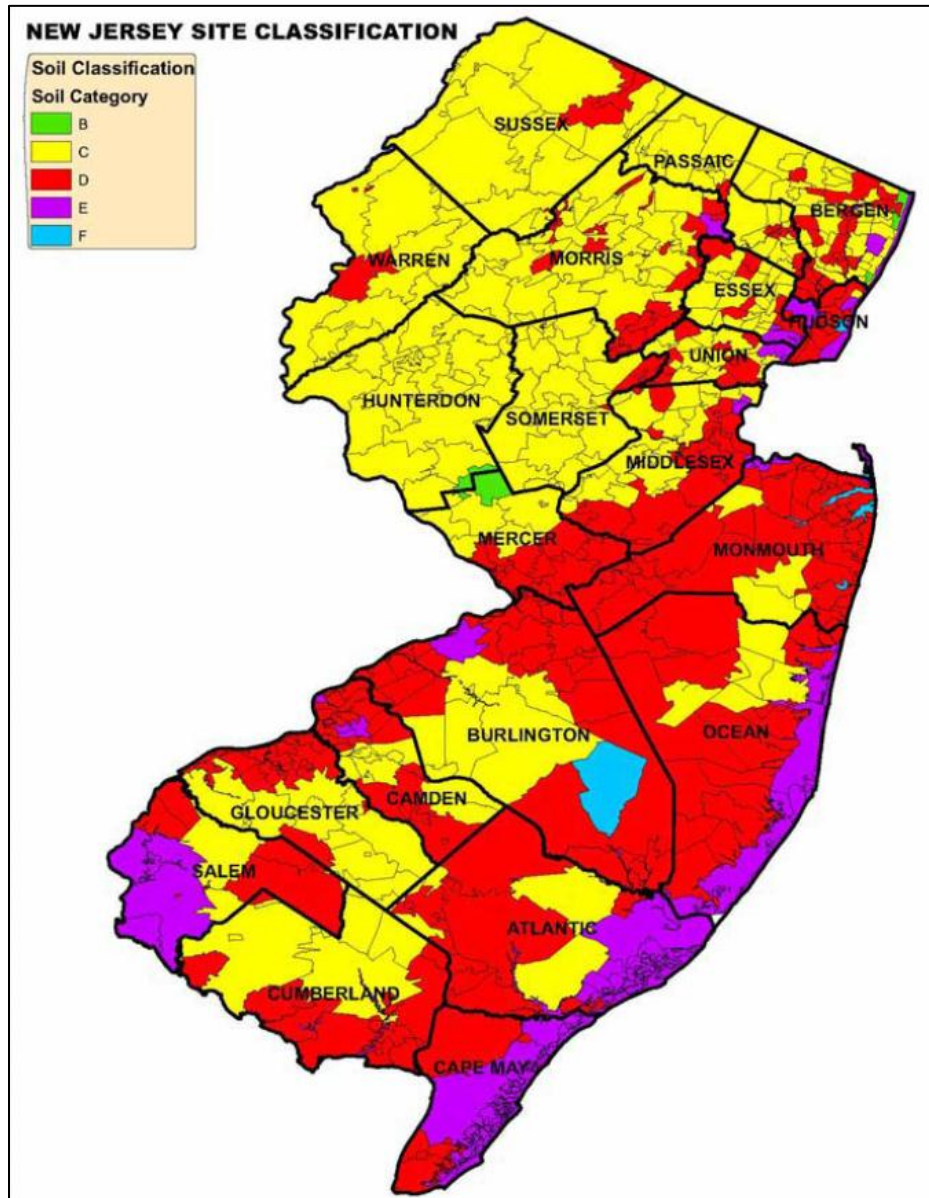 NEW JERSEY SITE CLASSIFICATION
Soil Classification
Soil Category
B
C
D
E
F
SUSSEX
PASSAIC
BERGEN
WARREN
MORRIS
ESSEX
HUDSON
UNION
HUNTERDON
SOMERSET
MIDDLESEX
MERCER
MONMOUTH
OCEAN
BURLINGTON
CAMDEN
GLOUCESTER
SALEM
ATLANTIC
CUMBERLAND
CAPE MAY